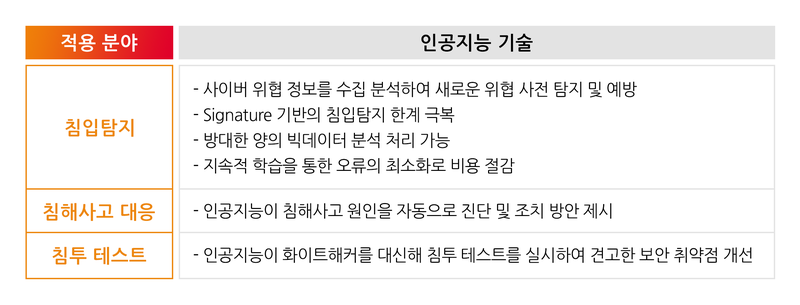 적용 분야
인공지능 기술
침입탐지
- 사이버 위협 정보를 수집 분석하여 새로운 위협 사전 탐지 및 예방
- Signature 기반의 침입탐지 한계 극복
- 방대한 양의 빅데이터 분석 처리 가능
- 지속적 학습을 통한 오류의 최소화로 비용 절감
침해사고 대응
- 인공지능이 침해사고 원인을 자동으로 진단 및 조치 방안 제시
침투 테스트
- 인공지능이 화이트해커를 대신해 침투 테스트를 실시하여 견고한 보안 취약점 개선